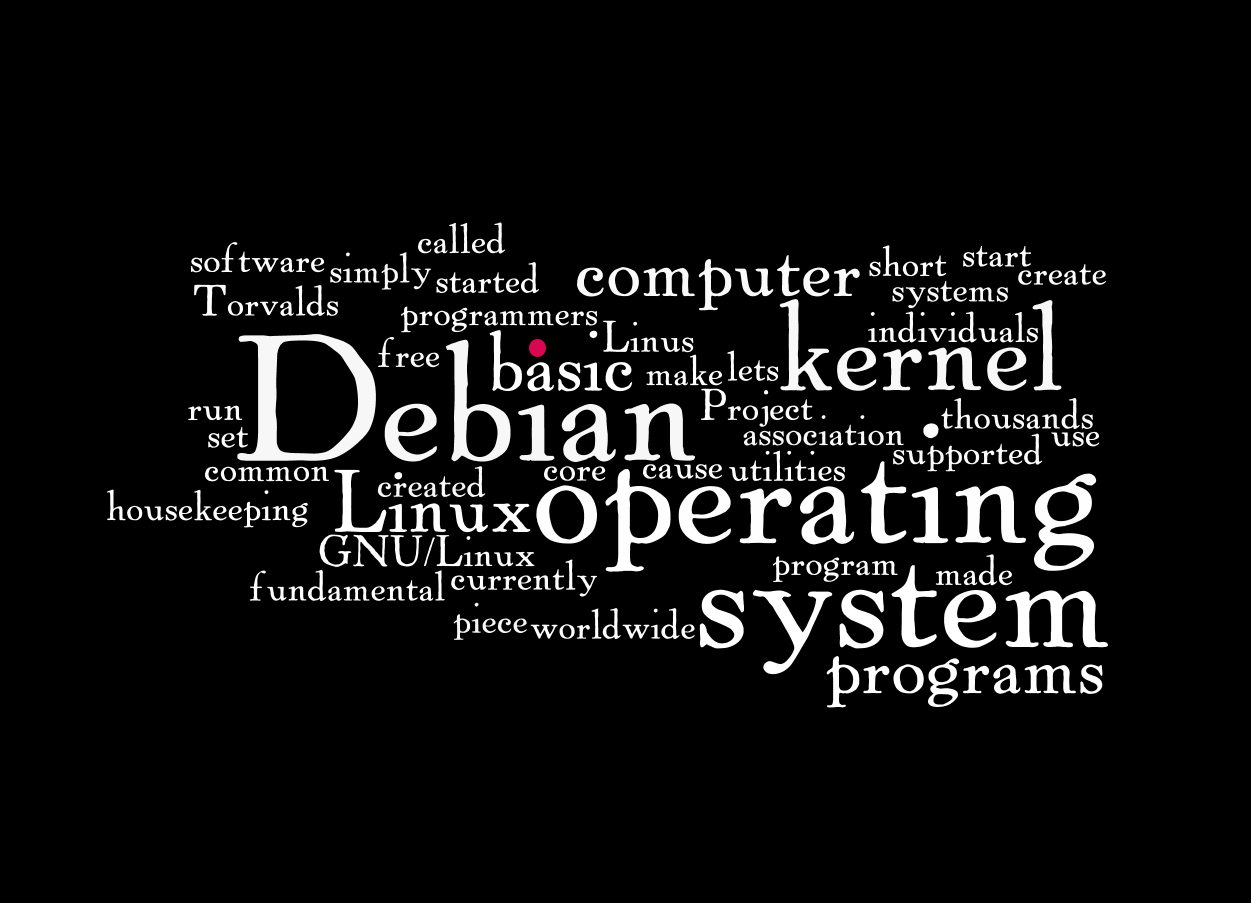 called
software simply started computer short start create
Torvalds systems
programmers
free basic Linus individuals
make lets kernel
Debian
run Project thousands
set association supported use
common created core cause utilities
housekeeping Linux operating
GNU/Linux
fundamental currently program made
piece worldwide system
programs